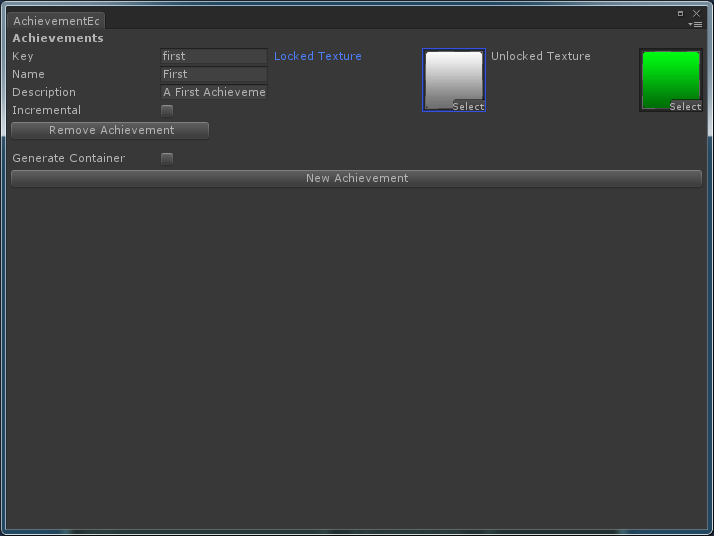 AchievementEc
Achievements
Key first Locked Texture Select Unlocked Texture Select
Name First
Description A First Achieveme
Incremental
Remove Achievement
Generate Container
New Achievement